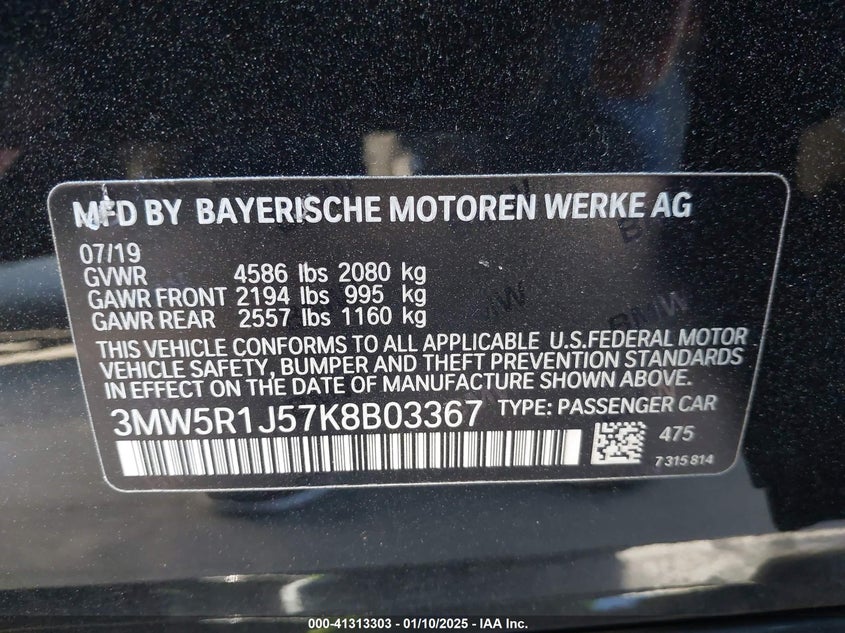 MFD BY BAYERISCHE MOTOREN WERKE AG
07/19
GVWR 4586 lbs 2080 kg
GAWR FRONT 2194 lbs 995 kg
GAWR REAR 2557 lbs 1160 kg
THIS VEHICLE CONFORMS TO ALL APPLICABLE U.S.FEDERAL MOTOR
VEHICLE SAFETY, BUMPER AND THEFT PREVENTION STANDARDS
IN EFFECT ON THE DATE OF MANUFACTURE SHOWN ABOVE.
3MW5R1J57K8B03367 TYPE: PASSENGER CAR
475
7315814
BMW
BMW
000-41313303 - 01/10/2025 - IAA Inc.